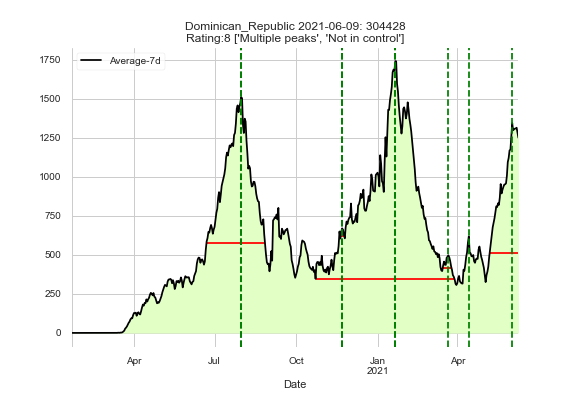 Dominican_Republic 2021-06-09: 304428
Rating:8 ['Multiple peaks', 'Not in control']
Average-7d
1750
1500
1250
1000
750
500
250
0
Apr
Jul
Oct
Jan
2021
Apr
Date